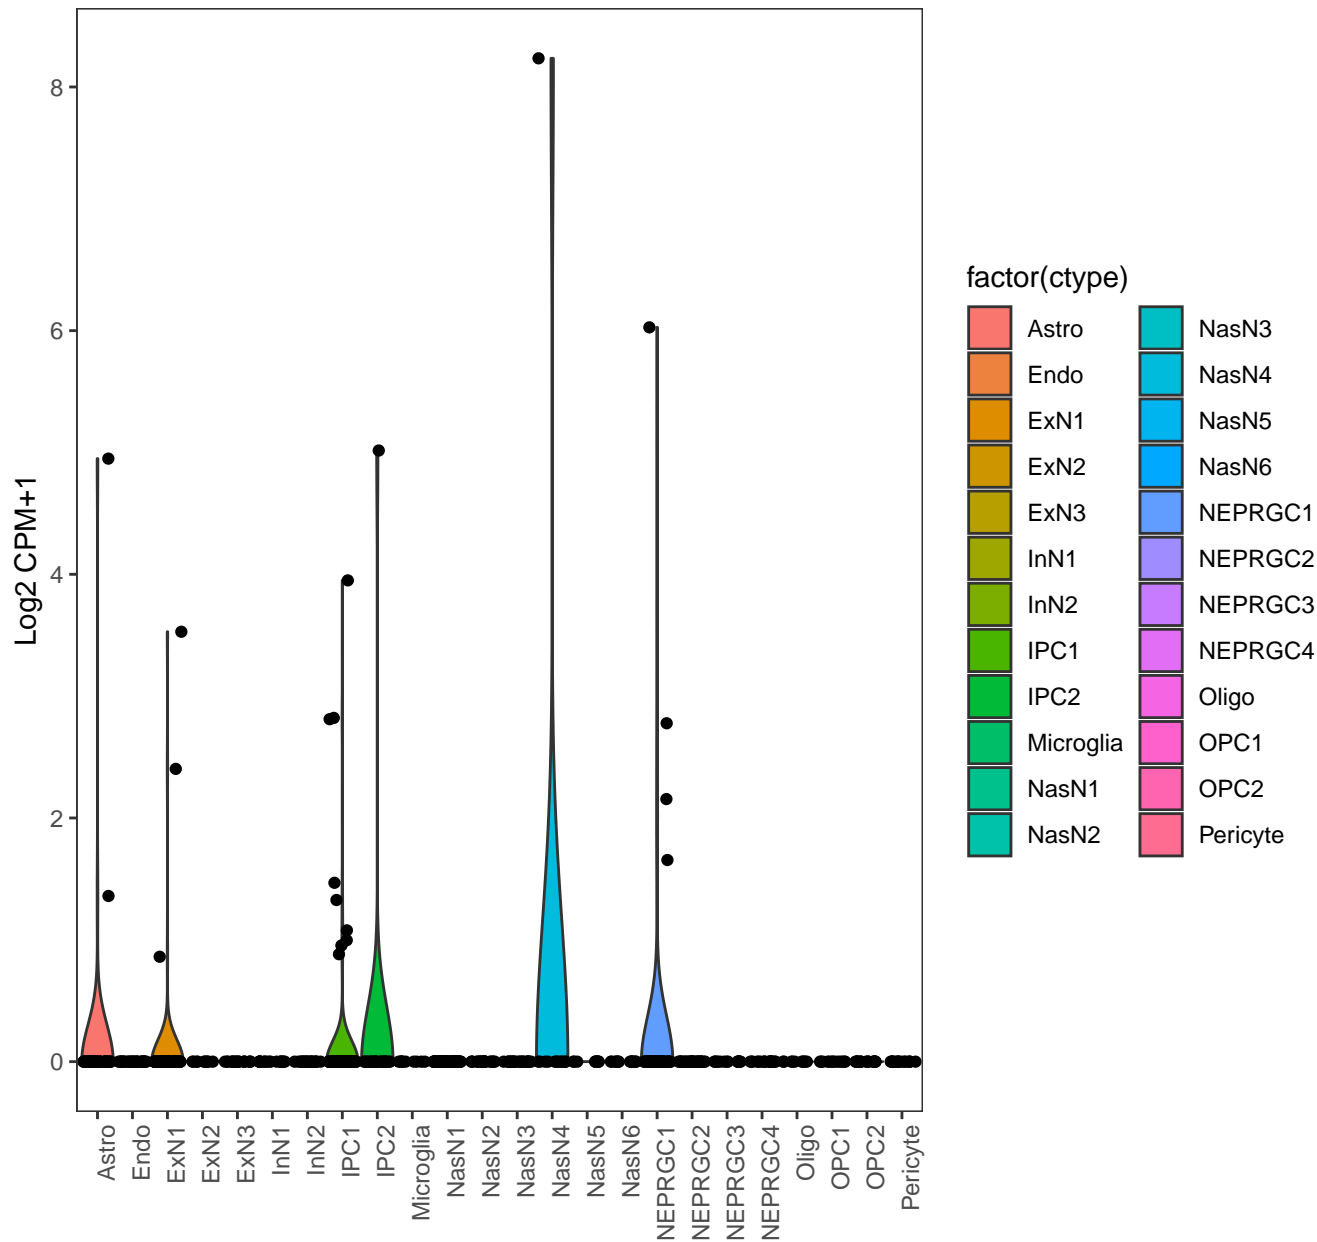 8
6
4
2
0
Log2 CPM+1
Astro
Endo
ExN1
ExN2
ExN3
InN1
InN2
IPC1
IPC2
Microglia
NasN1
NasN2
NasN3
NasN4
NasN5
NasN6
NEPRGC1
NEPRGC2
NEPRGC3
NEPRGC4
Oligo
OPC1
OPC2
Pericyte
factor(ctype)
Astro
Endo
ExN1
ExN2
ExN3
InN1
InN2
IPC1
IPC2
Microglia
NasN1
NasN2
NasN3
NasN4
NasN5
NasN6
NEPRGC1
NEPRGC2
NEPRGC3
NEPRGC4
Oligo
OPC1
OPC2
Pericyte